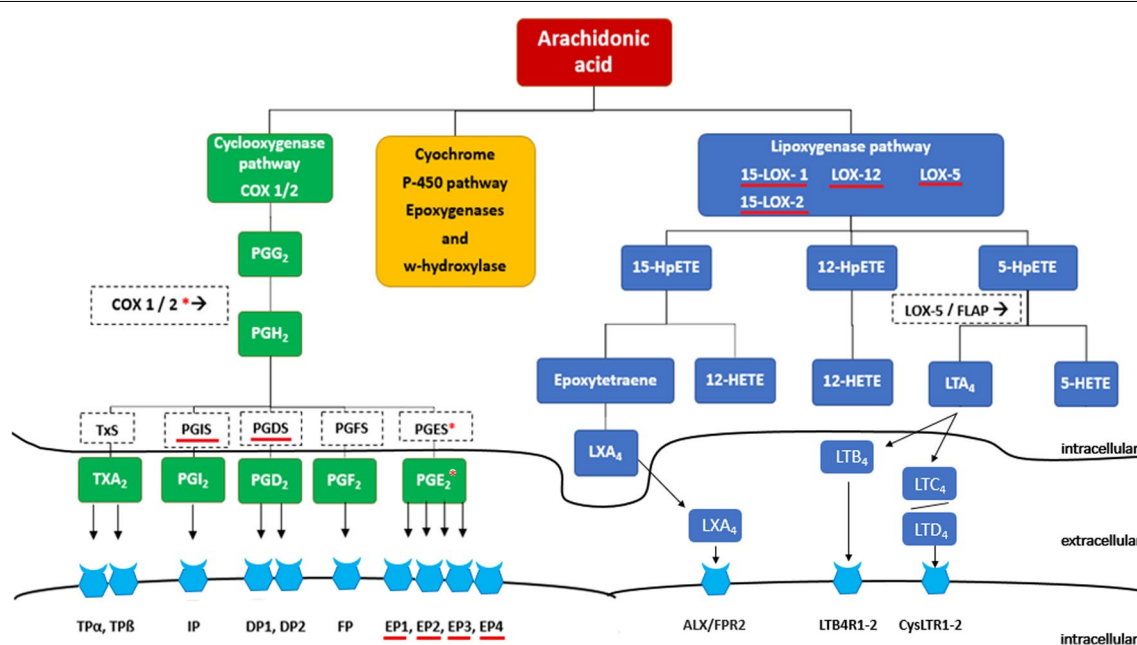 Arachidonic
acid
Cyclooxygenase
pathway
COX 1/2
Cyochrome
P-450 pathway
Epoxygenases
and
w-hydroxylase
Lipoxygenase pathway
15-LOX- 1 LOX-12 LOX-5
15-LOX-2
PGG2
15-HpETE 12-HpETE 5-HpETE
COX 1 / 2 *→
LOX-5 / FLAP →
PGH2
Epoxytetraene 12-HETE 12-HETE LTA4 5-HETE
TxS PGIS PGDS PGFS PGES*
LXA4
intracellular
LTB4
TXA2 PGI2 PGD2 PGF2 PGE2*
LTC4
LXA4
LTD4
extracellular
TPα, TPß IP DP1, DP2 FP EP1, EP2, EP3, EP4
ALX/FPR2 LTB4R1-2 CysLTR1-2
intracellular